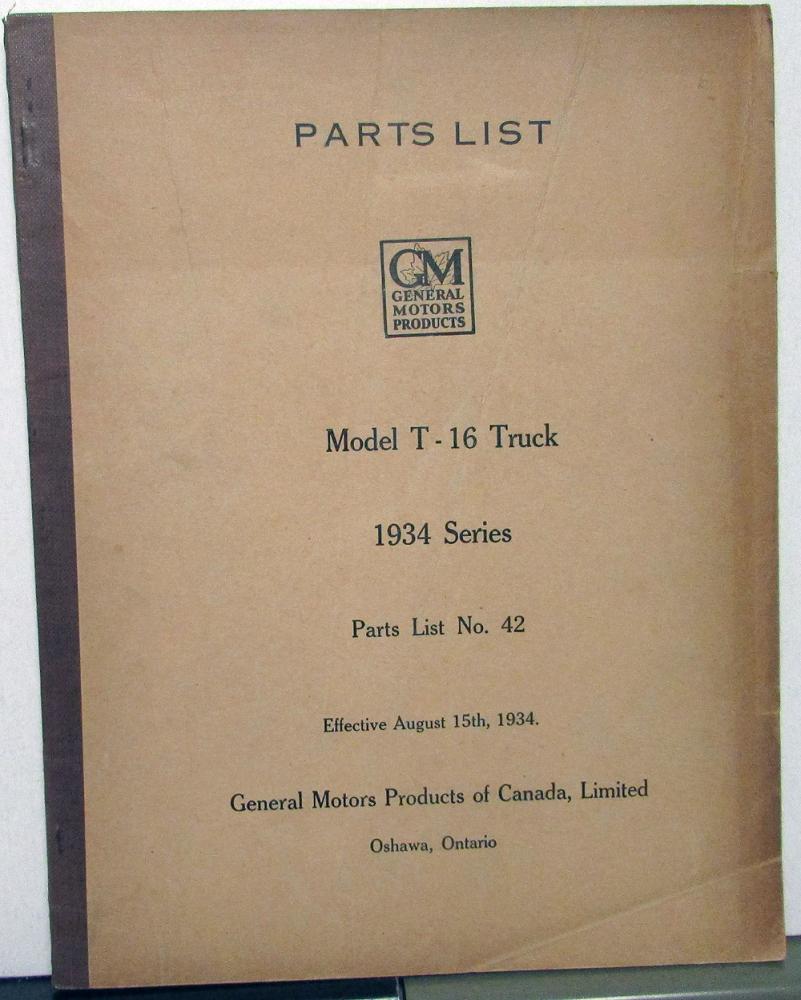 PARTS LIST
GM
GENERAL
MOTORS
PRODUCTS
Model T - 16 Truck
1934 Series
Parts List No. 42
Effective August 15th, 1934.
General Motors Products of Canada, Limited
Oshawa, Ontario